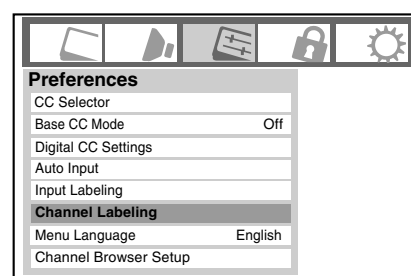 Preferences
CC Selector
Base CC Mode Off
Digital CC Settings
Auto Input
Input Labeling
Channel Labeling
Menu Language English
Channel Browser Setup